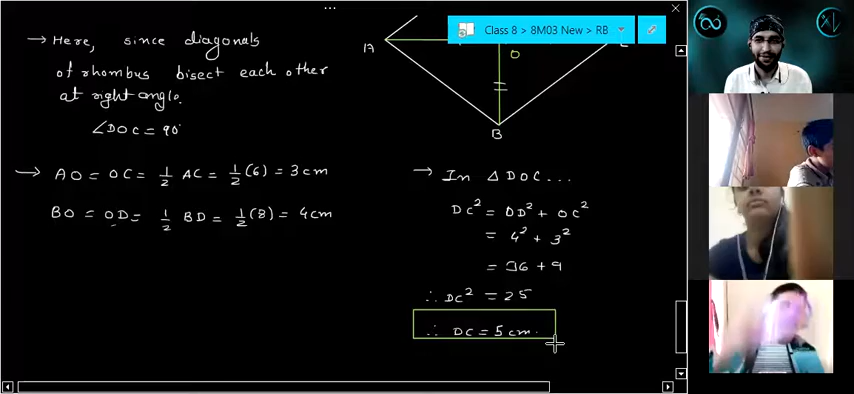 ...
Class 8 > 8M03 New > RB
→ Here, since diagonals
of rhombus bisect each other
at right angle.
∠DOC = 90°
A
O
B
→ AO = OC = 1/2 AC = 1/2 (6) = 3 cm
BO = OD = 1/2 BD = 1/2 (8) = 4 cm
→ In △ DOC...
DC² = OD² + OC²
= 4² + 3²
= 36 + 9
∴ DC² = 25
∴ DC = 5 cm.